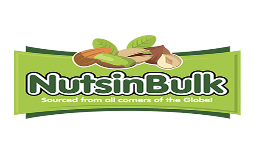 NutsinBulk
Sourced from all corners of the Globe!